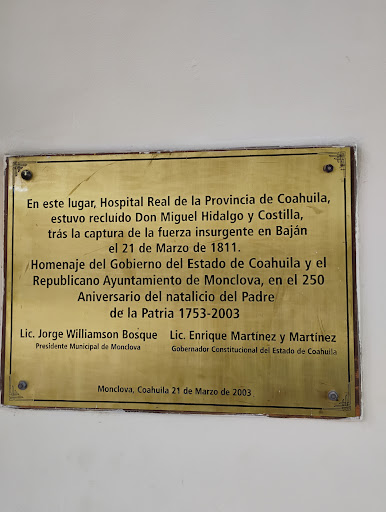 En este lugar, Hospital Real de la Provincia de Coahuila,
estuvo recluído Don Miguel Hidalgo y Costilla,
trás la captura de la fuerza insurgente en Baján
el 21 de Marzo de 1811.
Homenaje del Gobierno del Estado de Coahuila y el
Republicano Ayuntamiento de Monclova, en el 250
Aniversario del natalicio del Padre
de la Patria 1753-2003
Lic. Jorge Williamson Bosque Lic. Enrique Martínez y Martínez
Presidente Municipal de Monclova Gobernador Constitucional del Estado de Coahuila
Monclova, Coahuila 21 de Marzo de 2003